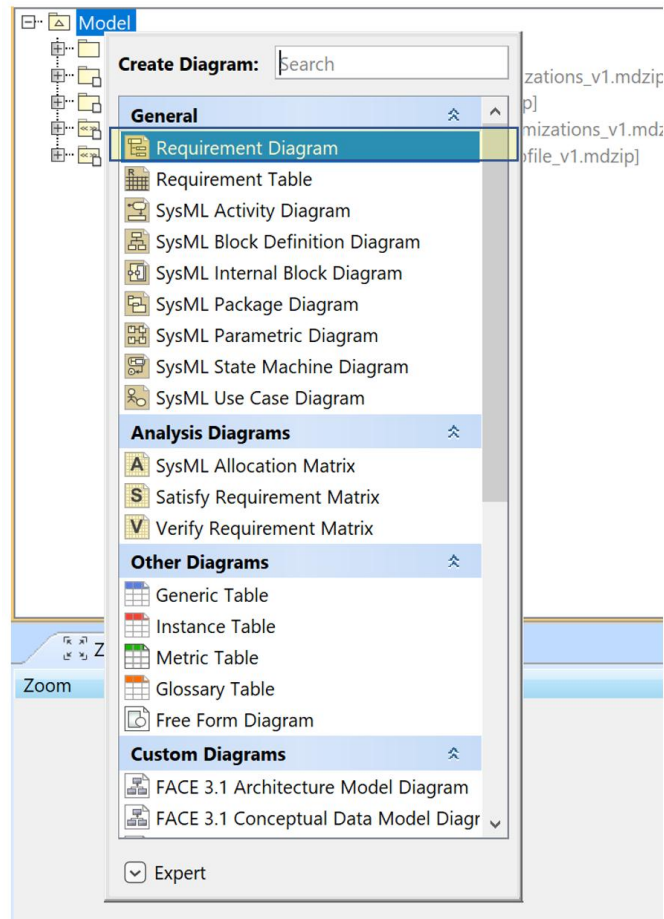 Model
Create Diagram: Search
zations_v1.mdzip
p]
General
mizations_v1.mdz
Requirement Diagram
ofile_v1.mdzip]
Requirement Table
SysML Activity Diagram
SysML Block Definition Diagram
SysML Internal Block Diagram
SysML Package Diagram
SysML Parametric Diagram
SysML State Machine Diagram
SysML Use Case Diagram
Analysis Diagrams
A SysML Allocation Matrix
S Satisfy Requirement Matrix
V Verify Requirement Matrix
Other Diagrams
Generic Table
Instance Table
Metric Table
Z
Zoom
Glossary Table
Free Form Diagram
Custom Diagrams
FACE 3.1 Architecture Model Diagram
FACE 3.1 Conceptual Data Model Diagr
Expert